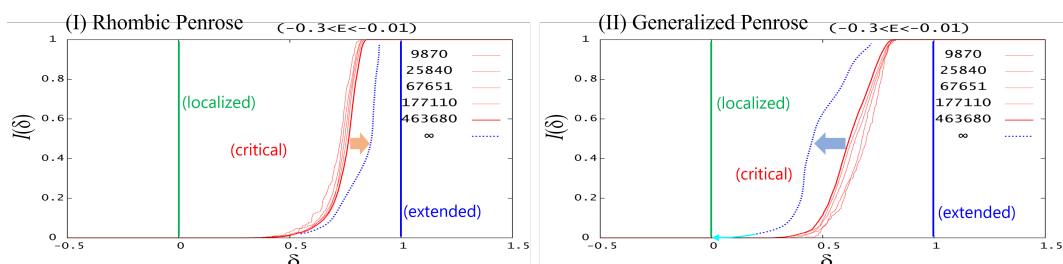 (I) Rhombic Penrose
(-0.3<E<-0.01)
1
0.8
0.6
0.4
0.2
0
I(δ)
(localized)
(critical)
(extended)
9870
25840
67651
177110
463680
∞
-0.5
0
0.5
1
1.5
δ
(II) Generalized Penrose
(-0.3<E<-0.01)
1
0.8
0.6
0.4
0.2
0
I(δ)
(localized)
(critical)
(extended)
9870
25840
67651
177110
463680
∞
-0.5
0
0.5
1
1.5
δ